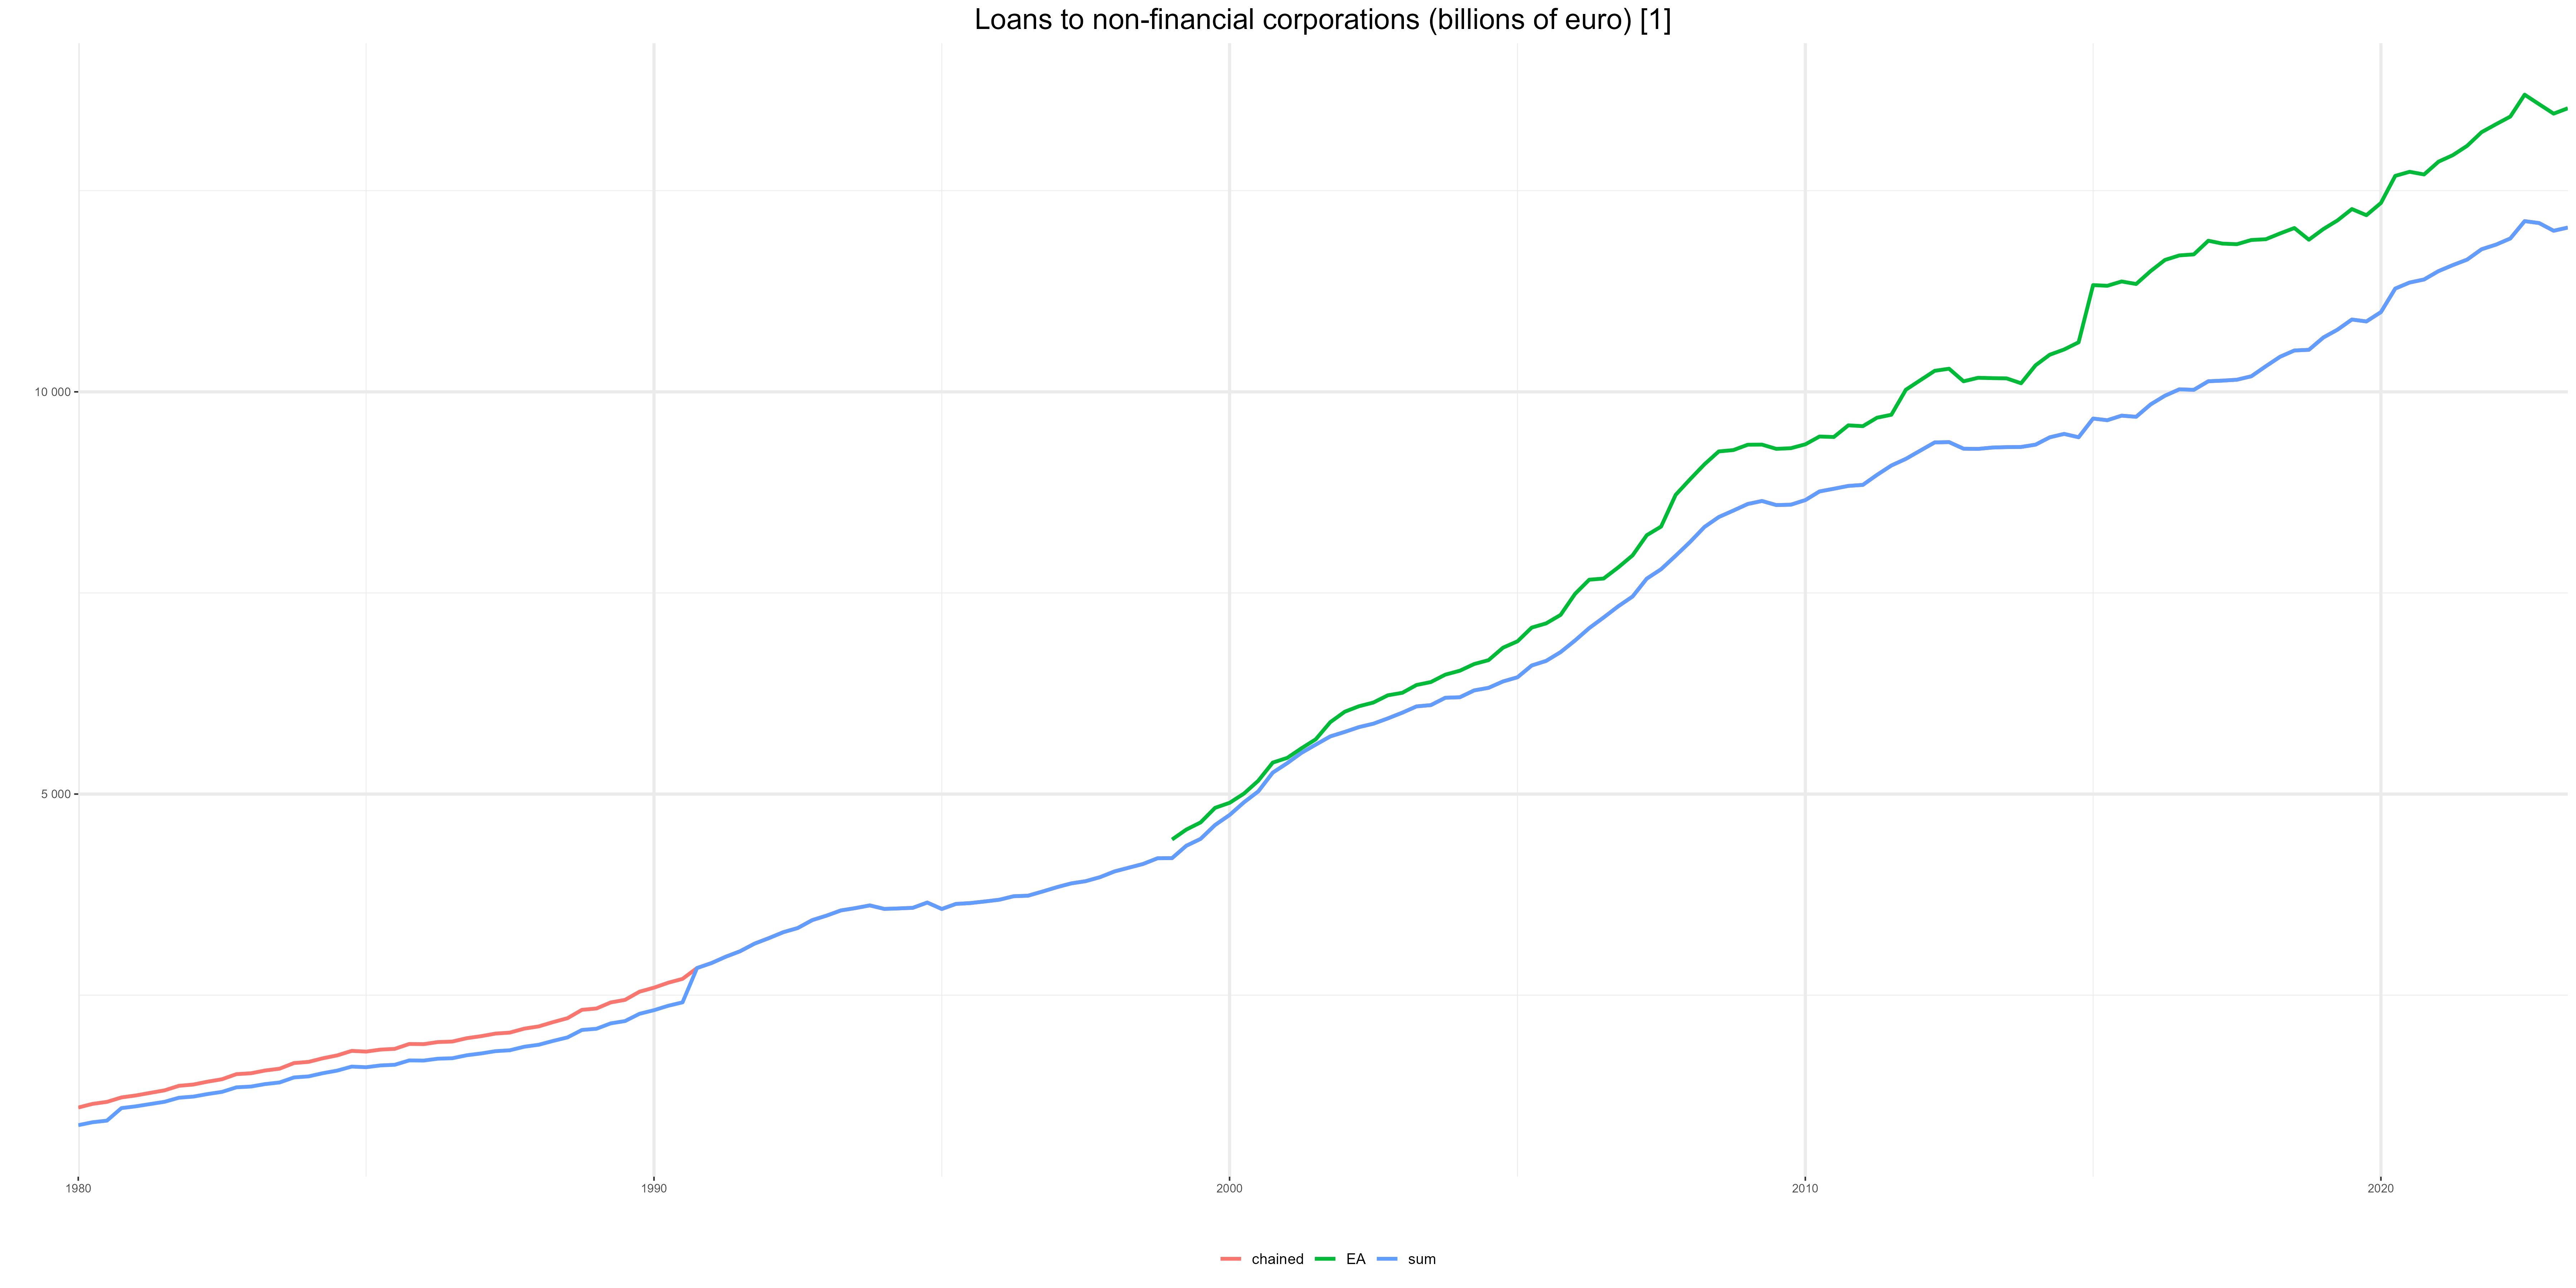 Loans to non-financial corporations (billions of euro) [1]
10 000
5 000
1980 1990 2000 2010 2020
chained EA sum